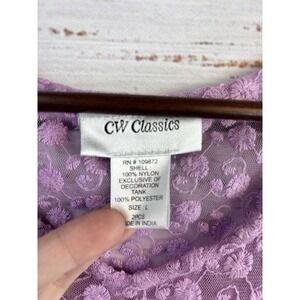 CW Classics
RN # 109872
SHELL
100% NYLON
EXCLUSIVE OF
DECORATION
TANK
100% POLYESTER
SIZE: L
2PCS
DE IN INDIA